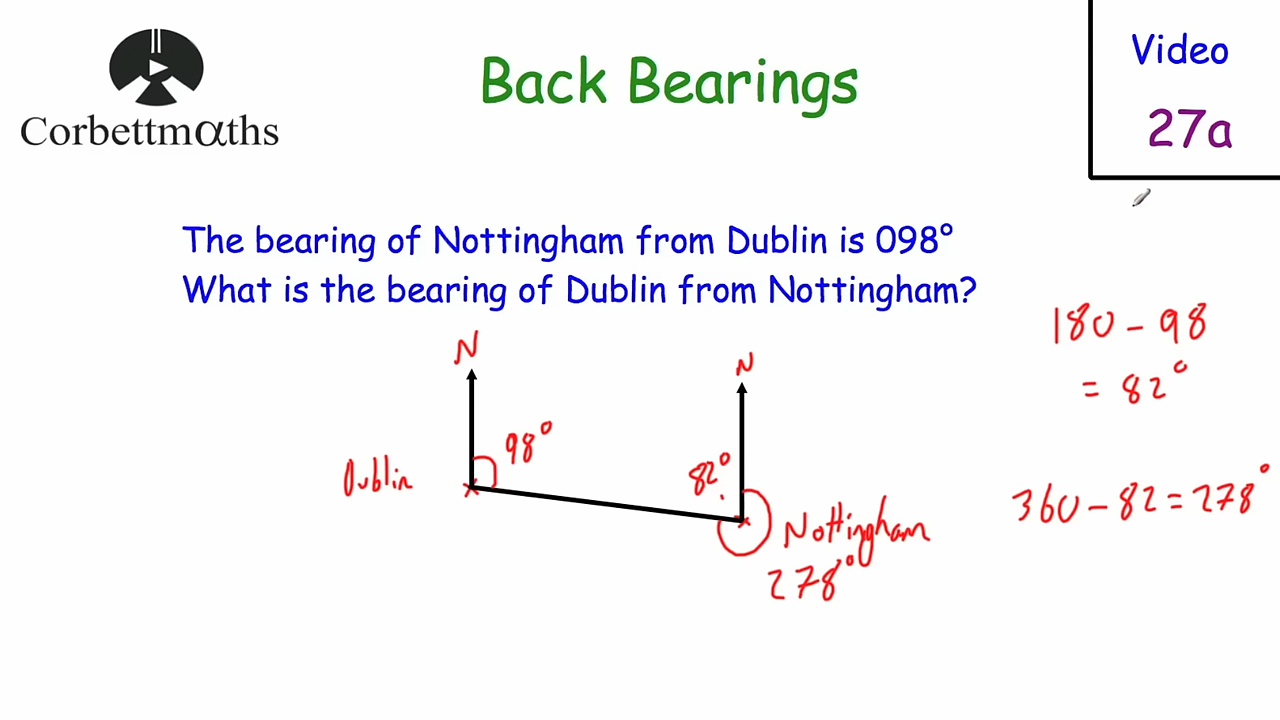 Corbettmαths
Back Bearings
Video
27a
The bearing of Nottingham from Dublin is 098°
What is the bearing of Dublin from Nottingham?
180 - 98
= 82°
360 - 82 = 278°
N
N
98°
82°
Dublin
Nottingham
278°